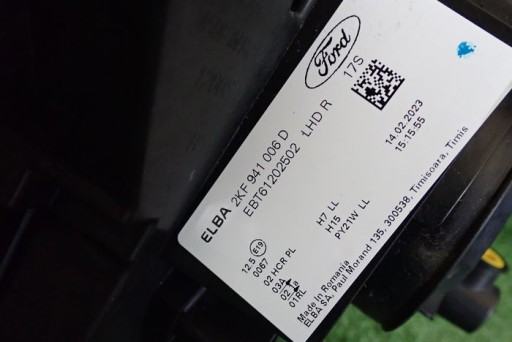 Ford
17S
ELBA 2KF 941 006 D
EBT61202502 LHD R
14.02.2023
15:15:55
H7 LL
H15
PY21W LL
12.5 E19
0067
02 HCR PL
03A
02 1a
01RL
Made In Romania
ELBA SA, Paul Morand 135, 300538, Timisoara, Timis